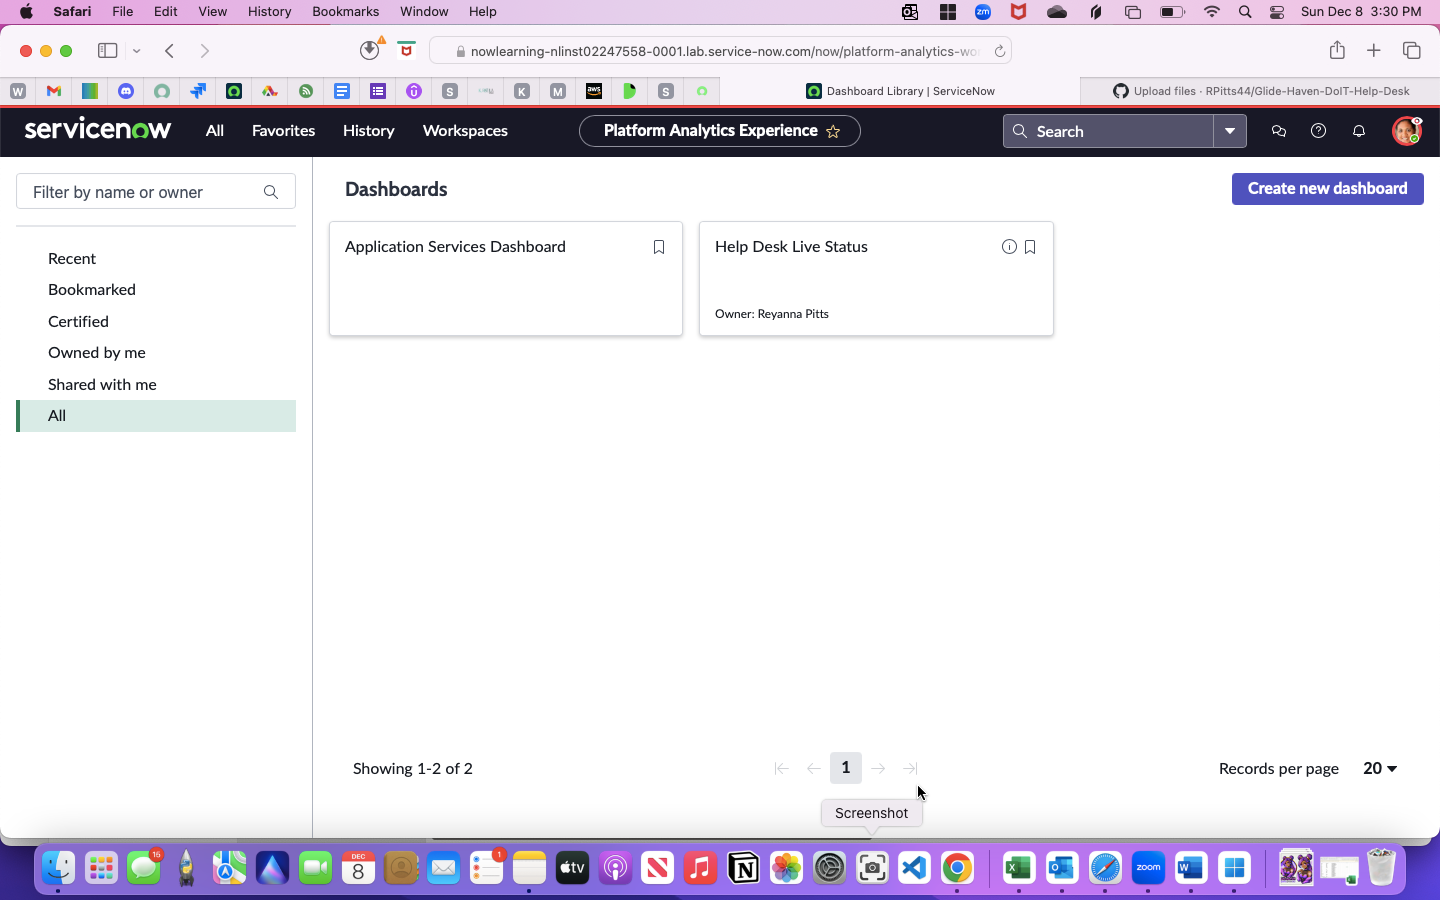 Safari File Edit View History Bookmarks Window Help zm Sun Dec 8 3:30 PM
nowlearning-nlinst02247558-0001.lab.service-now.com/now/platform-analytics-wo
W S K M aws S Dashboard Library | ServiceNow Upload files · RPitts44/Glide-Haven-DoIT-Help-Desk
servicenow All Favorites History Workspaces Platform Analytics Experience Search
Filter by name or owner
Recent
Bookmarked
Certified
Owned by me
Shared with me
All
Dashboards Create new dashboard
Application Services Dashboard
Help Desk Live Status
Owner: Reyanna Pitts
Showing 1-2 of 2 1 Records per page 20
Screenshot
15 DEC 8 1 tv zoom